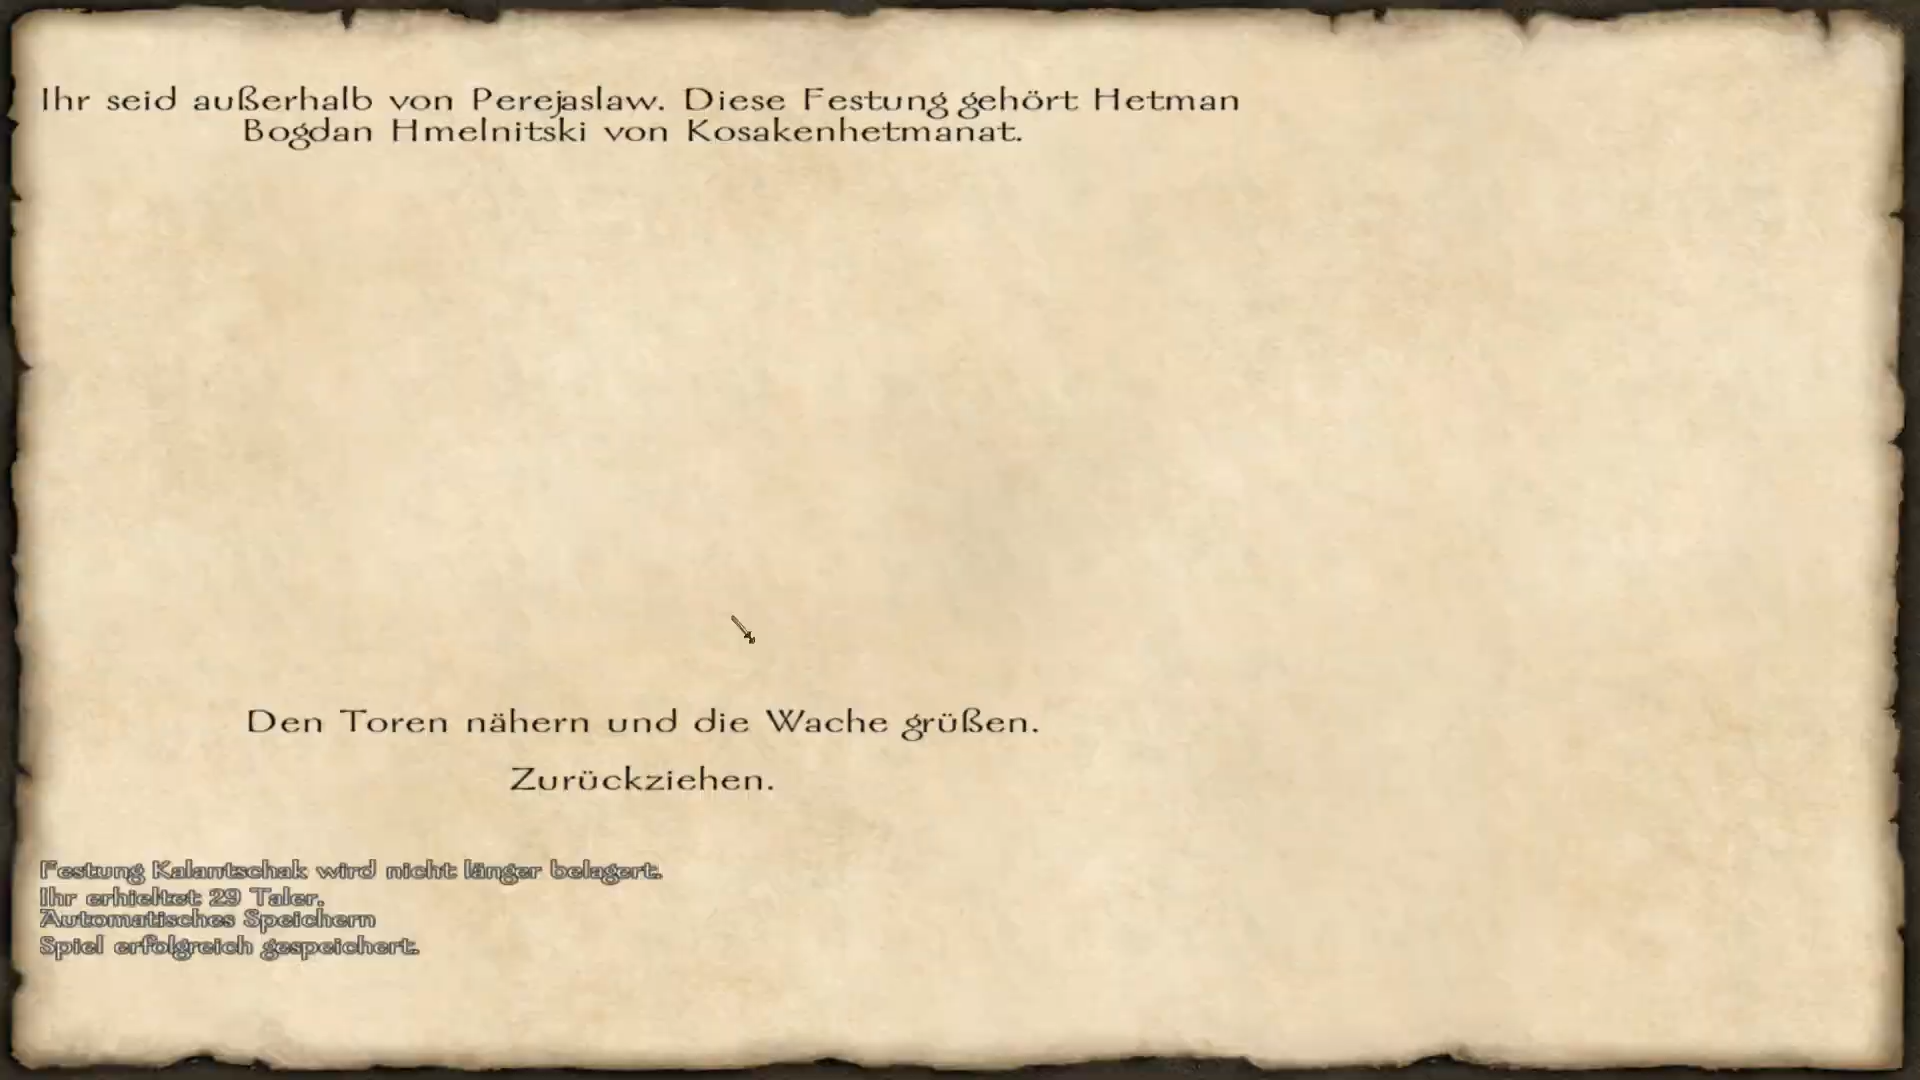 Ihr seid außerhalb von Perejaslaw. Diese Festung gehört Hetman
Bogdan Hmelnitski von Kosakenhetmanat.
Den Toren nähern und die Wache grüßen.
Zurückziehen.
Festung Kalantschak wird nicht länger belagert.
Ihr erhieltet 29 Taler.
Automatisches Speichern
Spiel erfolgreich gespeichert.